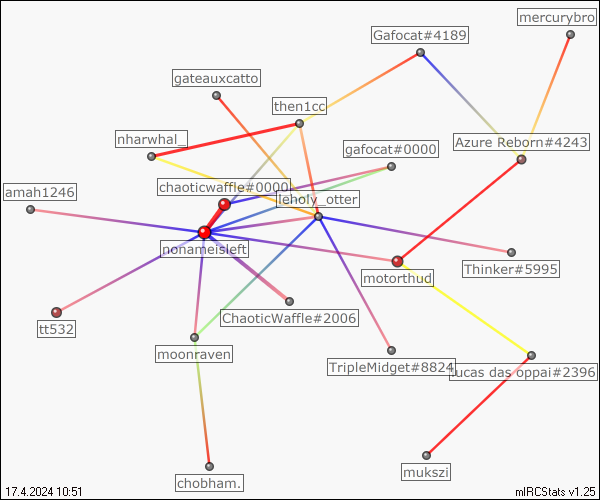 mercurybro
Gafocat#4189
gateauxcatto
then1cc
nharwhal_
Azure Reborn#4243
gafocat#0000
amah1246
chaoticwaffle#0000
leholy_otter
nonameisleft
Thinker#5995
motorthud
ChaoticWaffle#2006
tt532
moonraven
TripleMidget#8824
lucas das oppai#2396
mukszi
chobham.
17.4.2024 10:51
mIRCStats v1.25